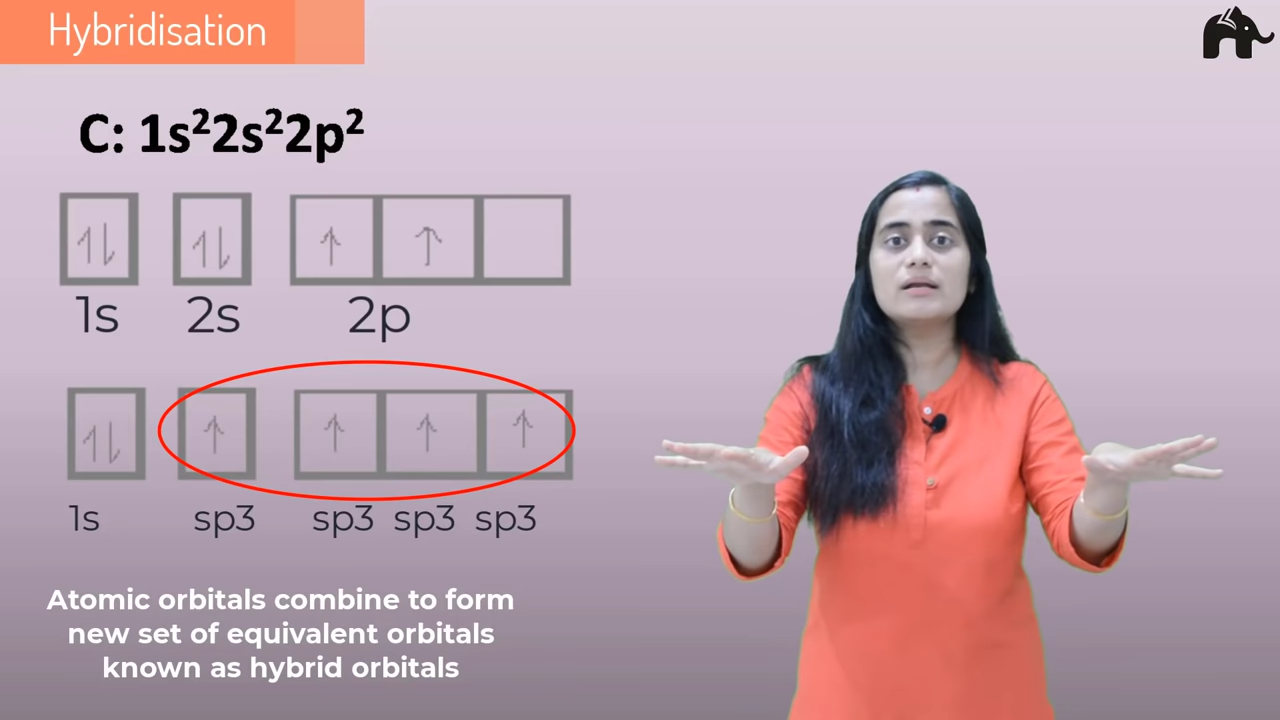 Hybridisation
C: 1s²2s²2p²
1s 2s 2p
1s sp3 sp3 sp3 sp3
Atomic orbitals combine to form
new set of equivalent orbitals
known as hybrid orbitals